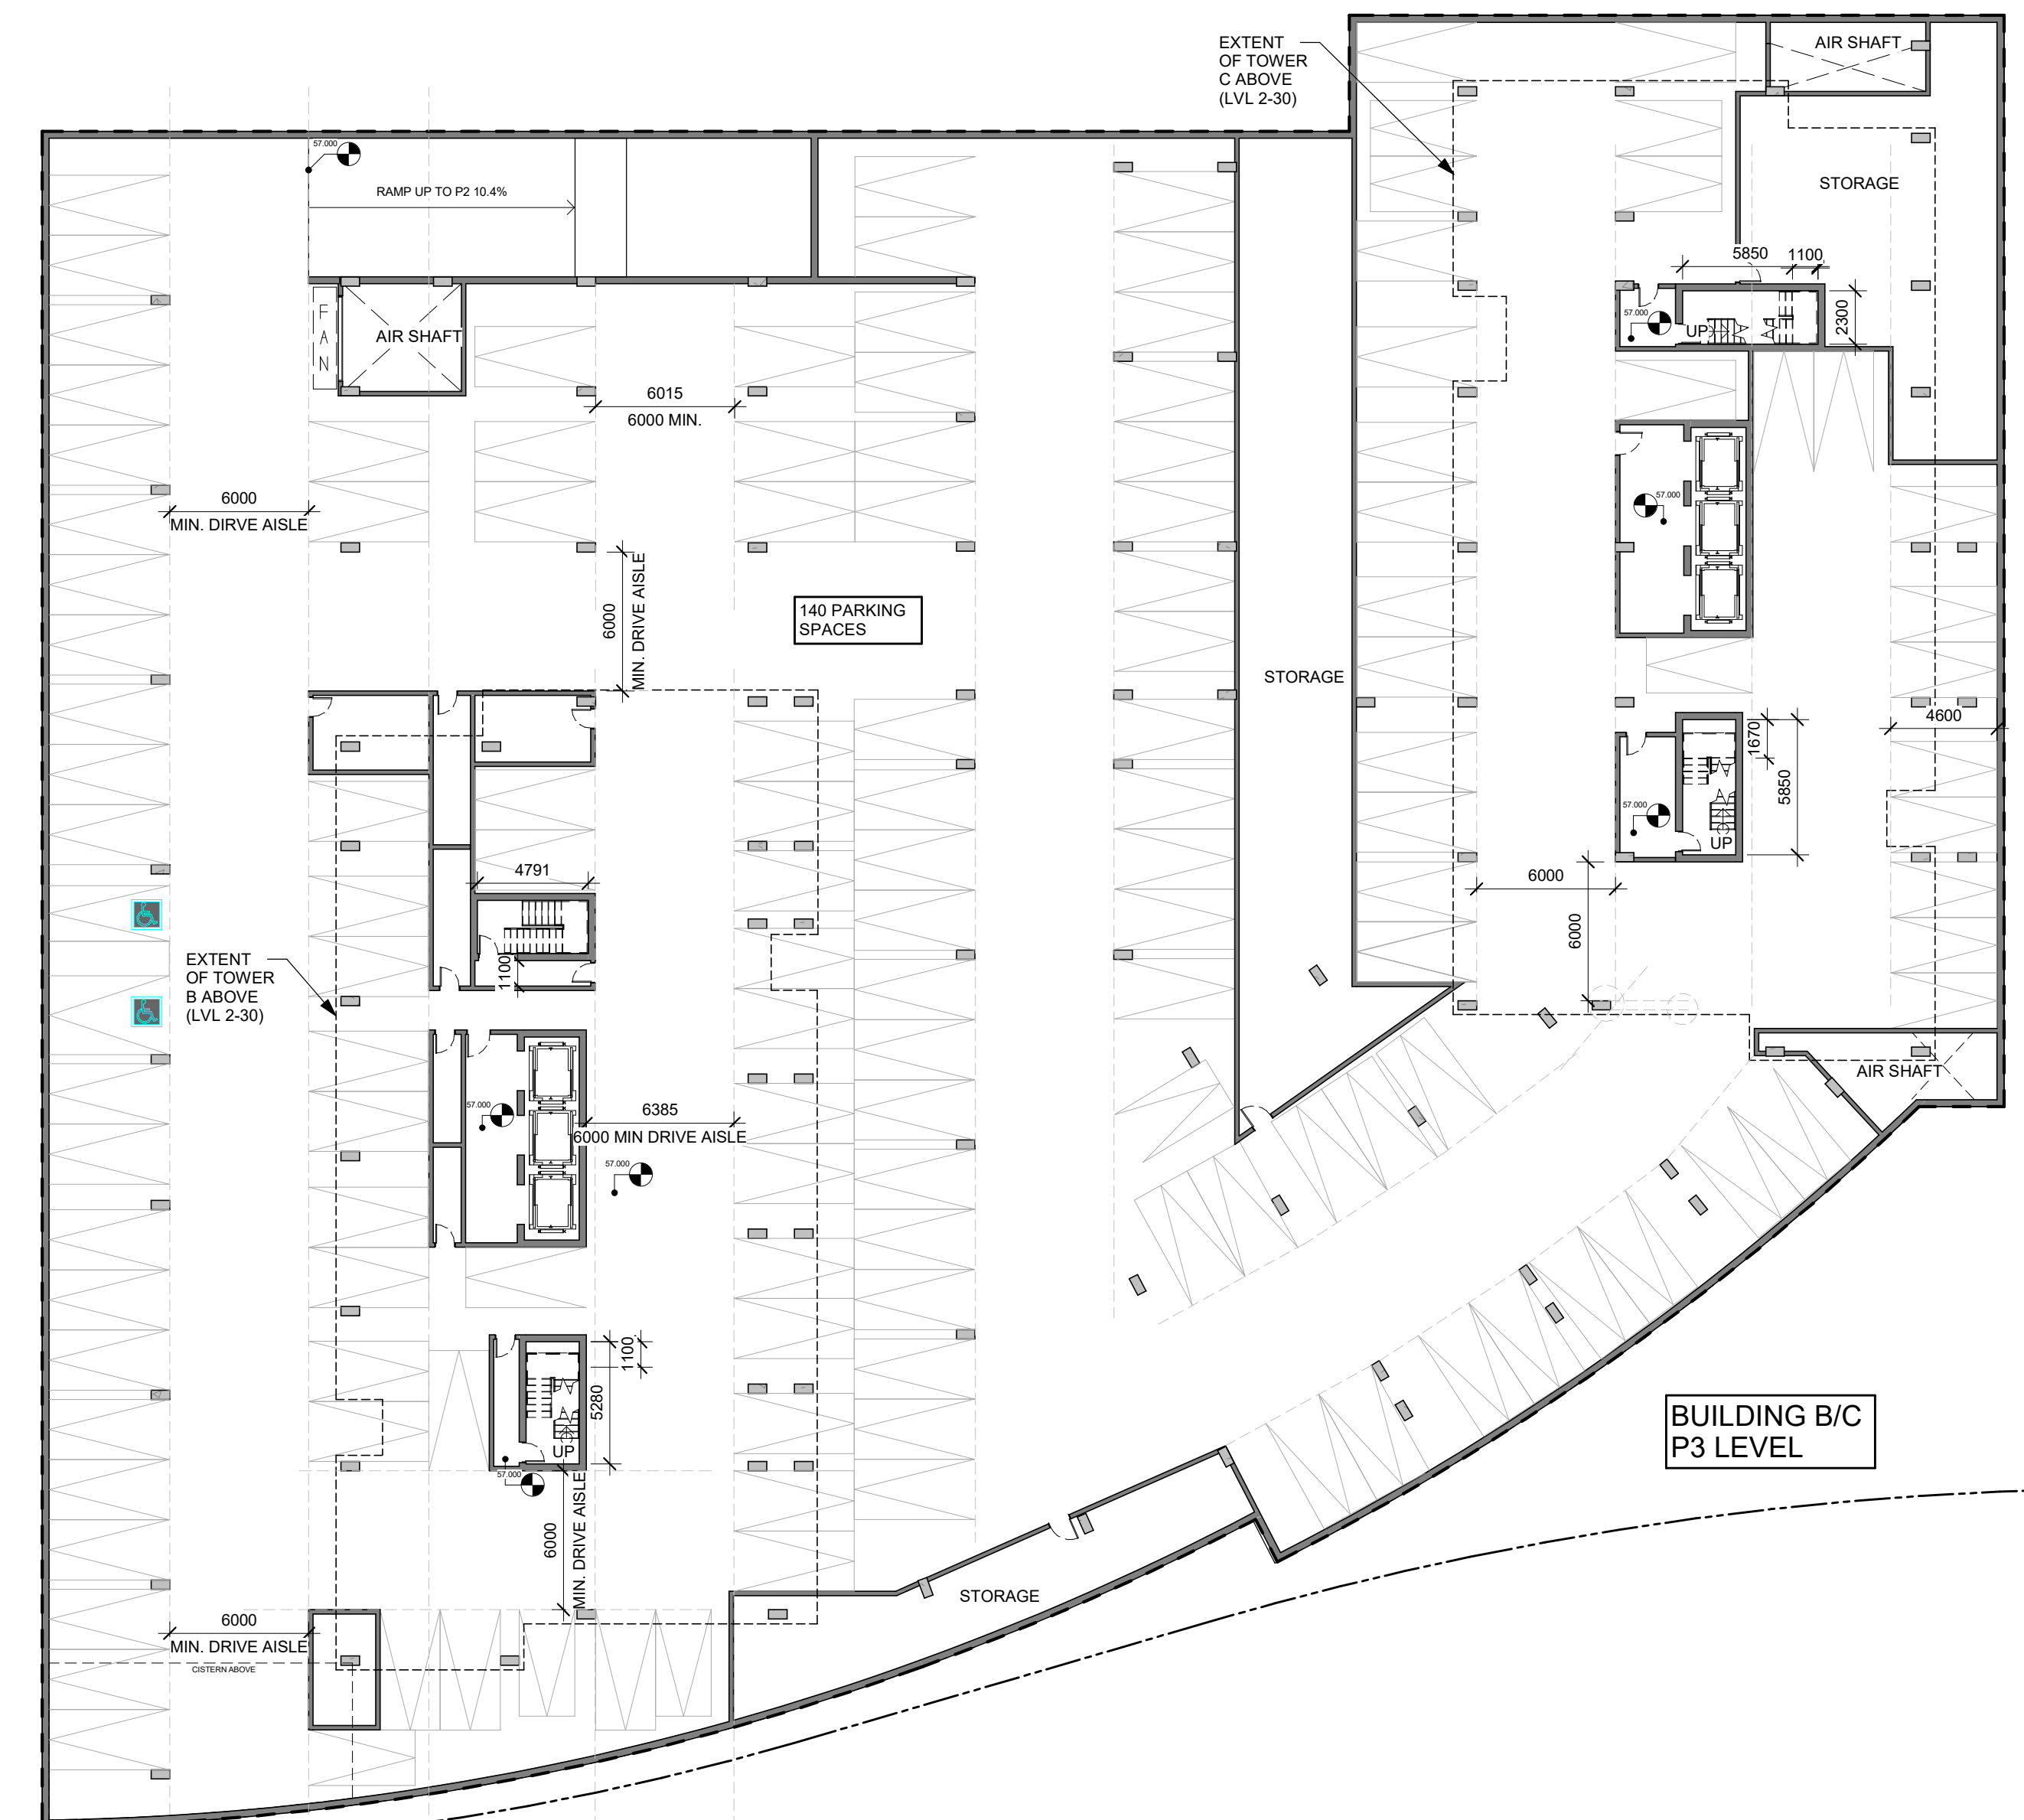 EXTENT
OF TOWER
C ABOVE
(LVL 2-30)
AIR SHAFT
57.000
RAMP UP TO P2 10.4%
STORAGE
5850
1100
2300
57.000
UP
FAN
AIR SHAFT
6015
6000 MIN.
6000
MIN. DIRVE AISLE
57.000
6000
MIN. DRIVE AISLE
140 PARKING
SPACES
STORAGE
4600
1670
5850
57.000
UP
4791
6000
6000
1100
EXTENT
OF TOWER
B ABOVE
(LVL 2-30)
AIR SHAFT
57.000
6385
6000 MIN DRIVE AISLE
57.000
1100
5280
UP
57.000
BUILDING B/C
P3 LEVEL
6000
MIN. DRIVE AISLE
STORAGE
6000
MIN. DRIVE AISLE
CISTERN ABOVE